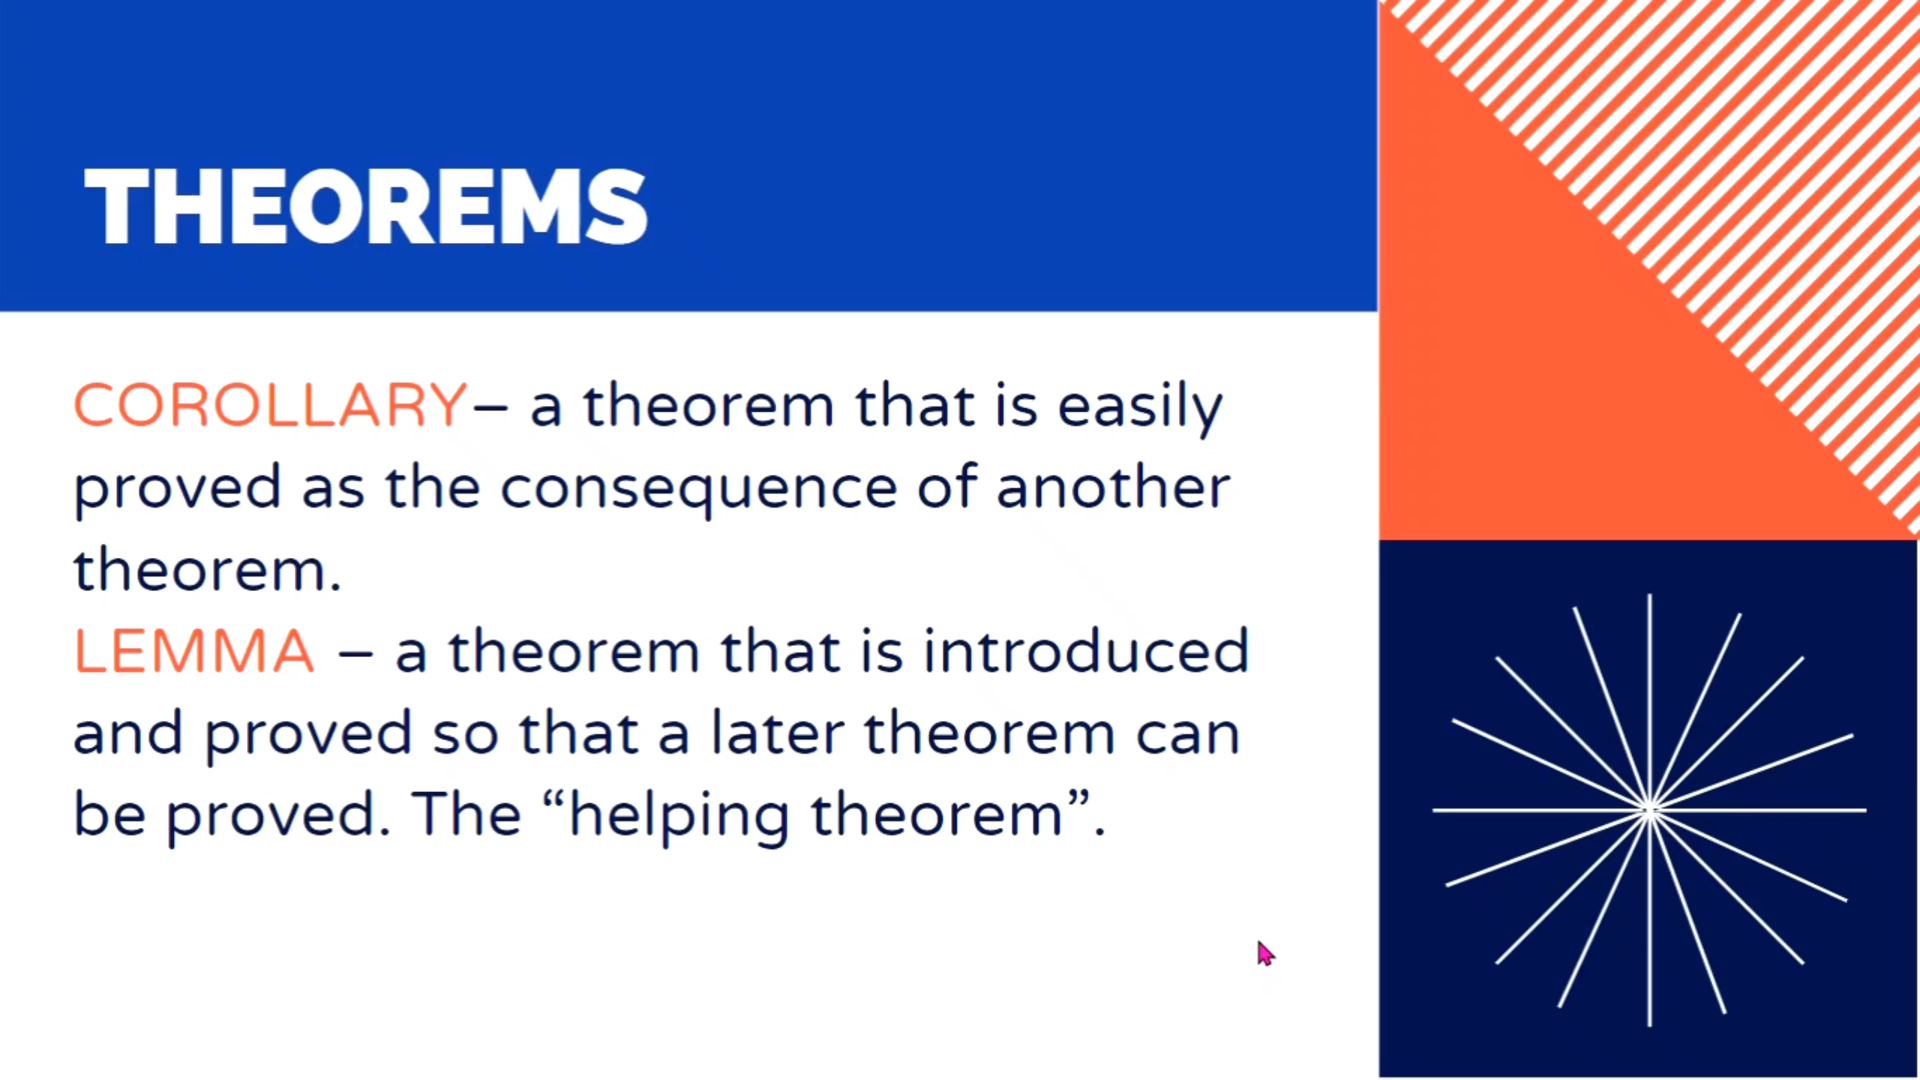 THEOREMS
COROLLARY– a theorem that is easily
proved as the consequence of another
theorem.
LEMMA – a theorem that is introduced
and proved so that a later theorem can
be proved. The “helping theorem”.